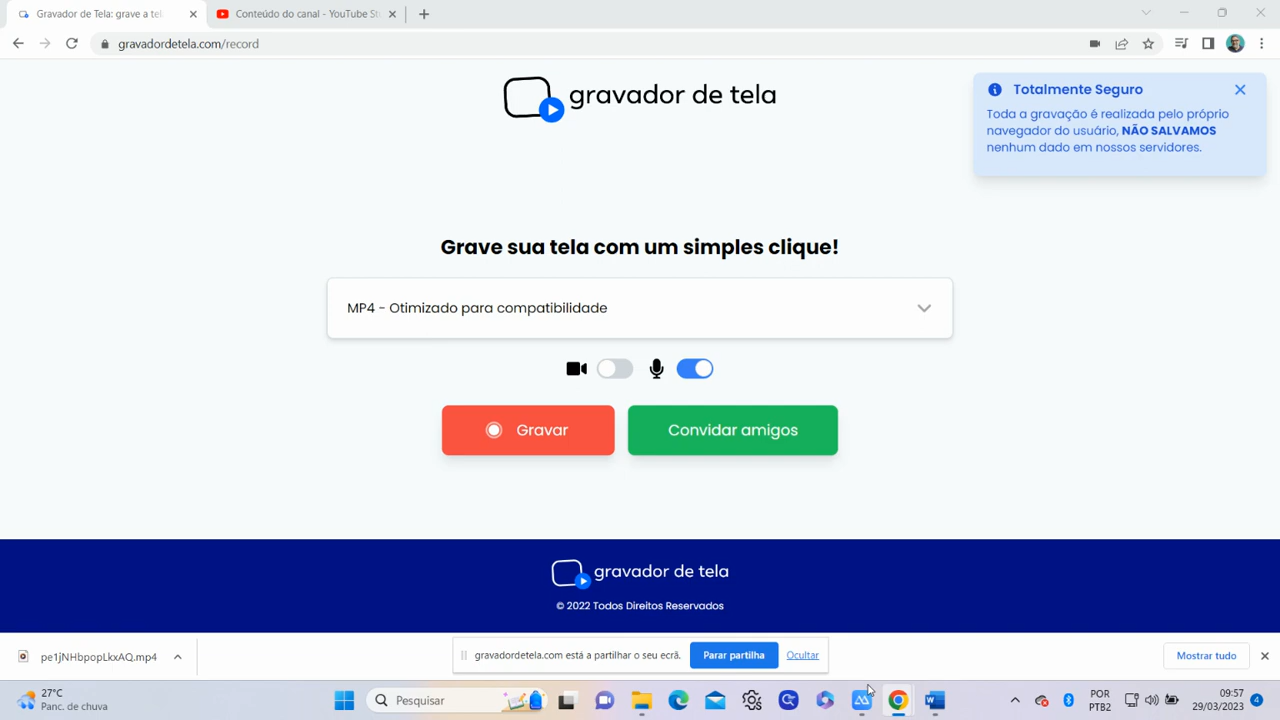 Gravador de Tela: grave a tel
Conteúdo do canal - YouTube St
gravadordetela.com/record
gravador de tela
Totalmente Seguro
Toda a gravação é realizada pelo próprio
navegador do usuário, NÃO SALVAMOS
nenhum dado em nossos servidores.
Grave sua tela com um simples clique!
MP4 - Otimizado para compatibilidade
Gravar
Convidar amigos
gravador de tela
© 2022 Todos Direitos Reservados
pe1jNHbpopLkxAQ.mp4
gravadordetela.com está a partilhar o seu ecrã.
Parar partilha
Ocultar
Mostrar tudo
27°C
Panc. de chuva
Pesquisar
POR
PTB2
09:57
29/03/2023
4